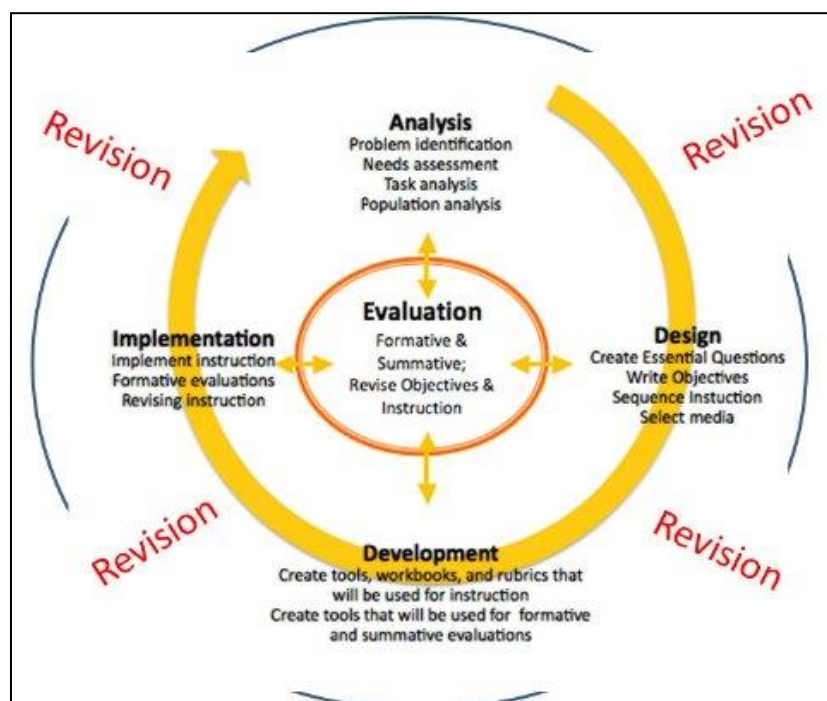 Revision
Revision
Analysis
Problem identification
Needs assessment
Task analysis
Population analysis
Evaluation
Formative &
Summative;
Revise Objectives &
Instruction
Implementation
Implement instruction
Formative evaluations
Revising instruction
Design
Create Essential Questions
Write Objectives
Sequence Instuction
Select media
Revision
Revision
Development
Create tools, workbooks, and rubrics that
will be used for instruction
Create tools that will be used for formative
and summative evaluations